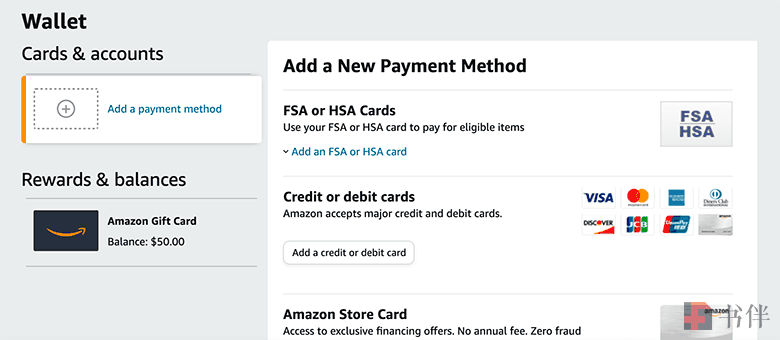 Wallet
Cards & accounts
Add a payment method
Rewards & balances
Amazon Gift Card
Balance: $50.00
Add a New Payment Method
FSA or HSA Cards
Use your FSA or HSA card to pay for eligible items
Add an FSA or HSA card
FSA
HSA
Credit or debit cards
Amazon accepts major credit and debit cards.
Add a credit or debit card
VISA
DISCOVER
JCB
Amazon Store Card
Access to exclusive financing offers. No annual fee. Zero fraud
amazon
书伴